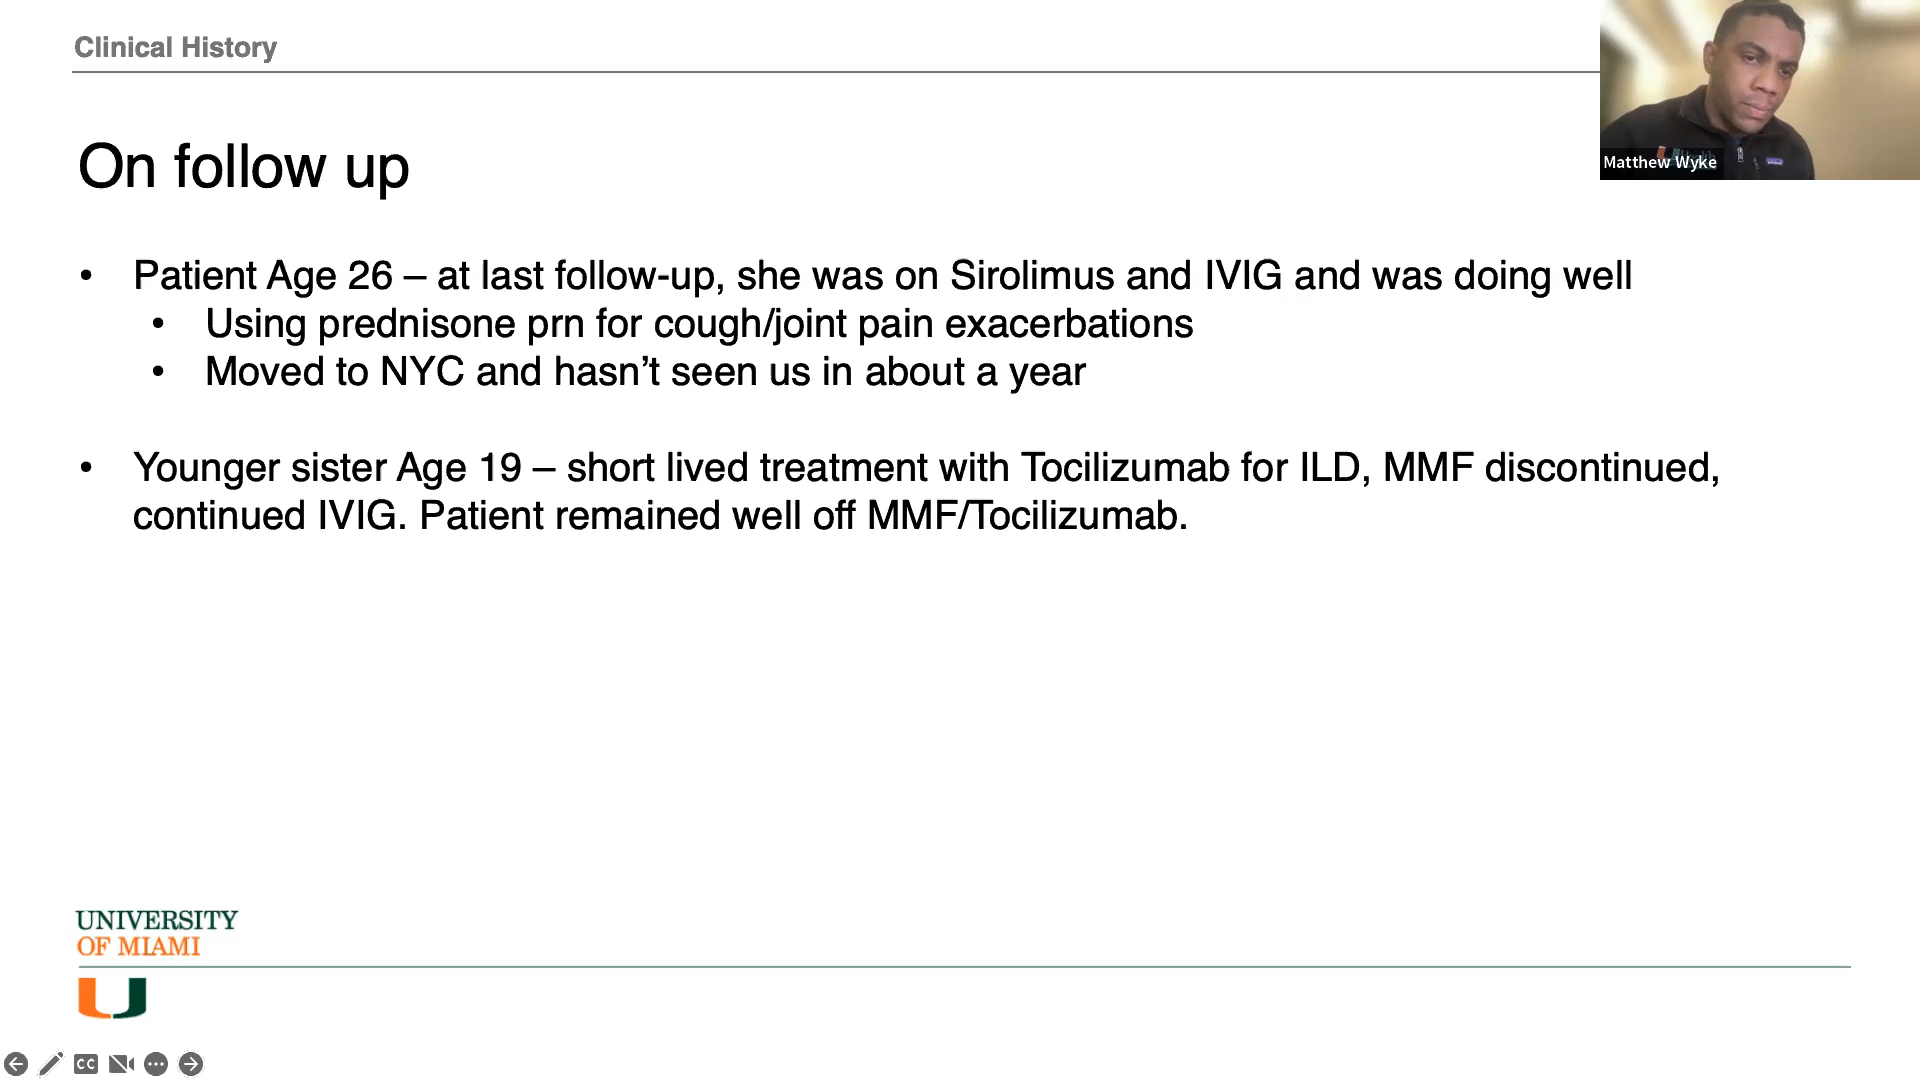 Clinical History
On follow up
• Patient Age 26 – at last follow-up, she was on Sirolimus and IVIG and was doing well
• Using prednisone prn for cough/joint pain exacerbations
• Moved to NYC and hasn’t seen us in about a year
• Younger sister Age 19 – short lived treatment with Tocilizumab for ILD, MMF discontinued,
continued IVIG. Patient remained well off MMF/Tocilizumab.
Matthew Wyke
UNIVERSITY
OF MIAMI
U
CC